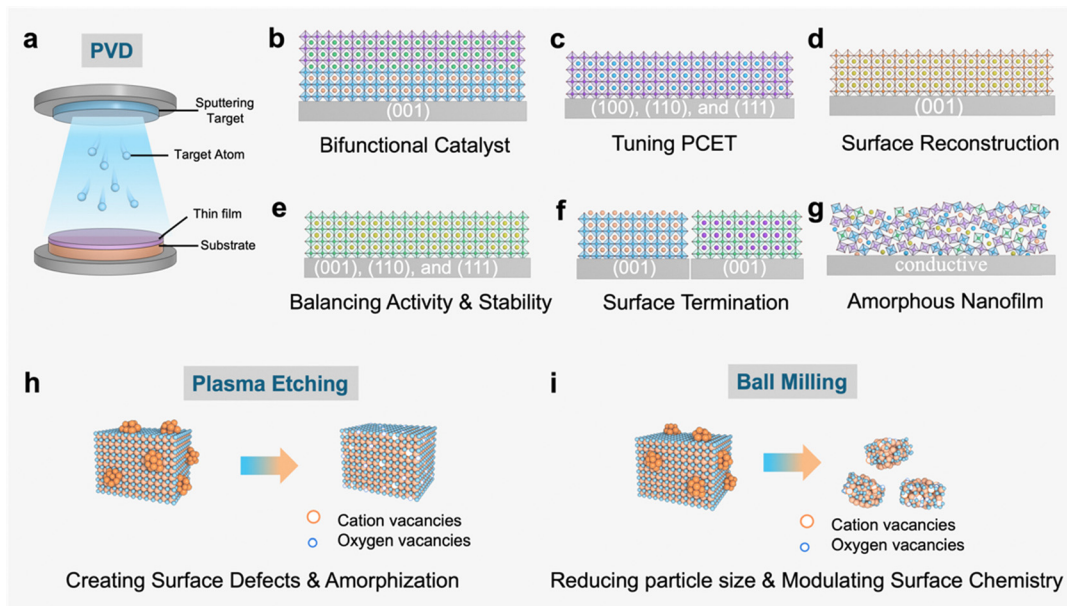 a
PVD
Sputtering
Target
Target Atom
Thin film
Substrate
b
(001)
Bifunctional Catalyst
c
(100), (110), and (111)
Tuning PCET
d
(001)
Surface Reconstruction
e
(001), (110), and (111)
Balancing Activity & Stability
f
(001)
(001)
Surface Termination
g
conductive
Amorphous Nanofilm
h
Plasma Etching
Cation vacancies
Oxygen vacancies
Creating Surface Defects & Amorphization
i
Ball Milling
Cation vacancies
Oxygen vacancies
Reducing particle size & Modulating Surface Chemistry